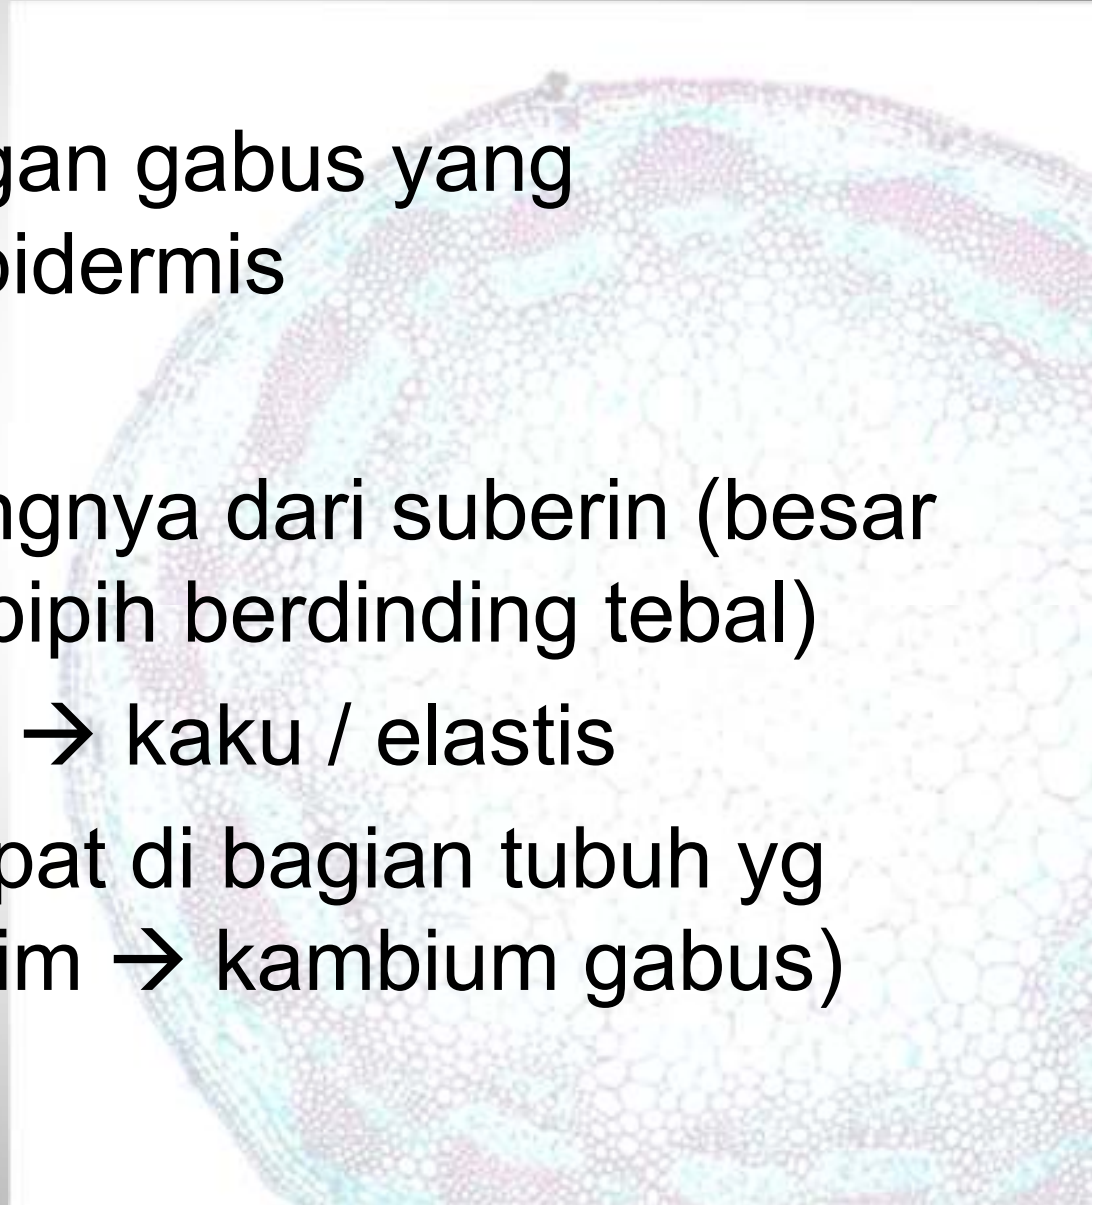 gan gabus yang
pidermis
ngnya dari suberin (besar
pipih berdinding tebal)
→ kaku / elastis
pat di bagian tubuh yg
im → kambium gabus)